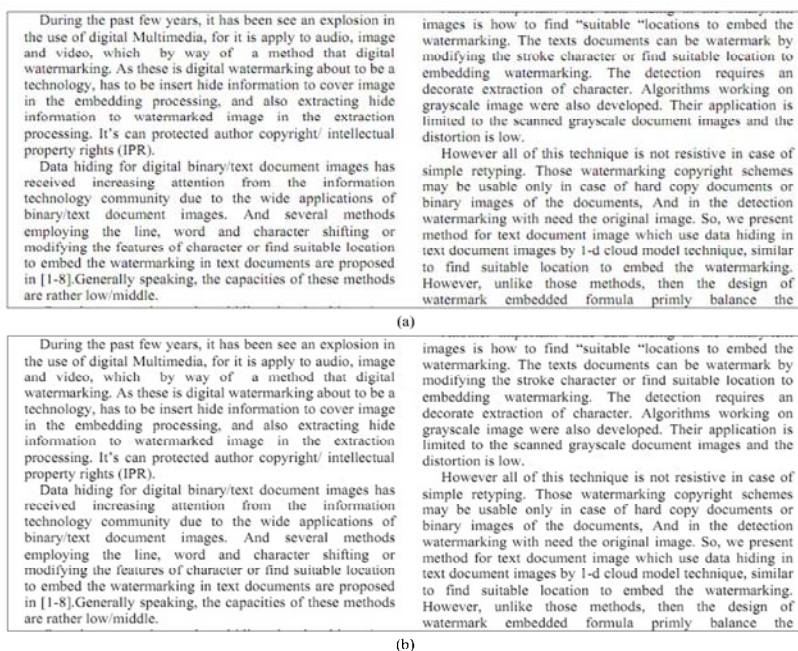 During the past few years, it has been see an explosion in
the use of digital Multimedia, for it is apply to audio, image
and video, which by way of a method that digital
watermarking. As these is digital watermarking about to be a
technology, has to be insert hide information to cover image
in the embedding processing, and also extracting hide
information to watermarked image in the extraction
processing. It's can protected author copyright/ intellectual
property rights (IPR).
Data hiding for digital binary/text document images has
received increasing attention from the information
technology community due to the wide applications of
binary/text document images. And several methods
employing the line, word and character shifting or
modifying the features of character or find suitable location
to embed the watermarking in text documents are proposed
in [1-8].Generally speaking, the capacities of these methods
are rather low/middle.
images is how to find “suitable “locations to embed the
watermarking. The texts documents can be watermark by
modifying the stroke character or find suitable location to
embedding watermarking. The detection requires an
decorate extraction of character. Algorithms working on
grayscale image were also developed. Their application is
limited to the scanned grayscale document images and the
distortion is low.
However all of this technique is not resistive in case of
simple retyping. Those watermarking copyright schemes
may be usable only in case of hard copy documents or
binary images of the documents, And in the detection
watermarking with need the original image. So, we present
method for text document image which use data hiding in
text document images by 1-d cloud model technique, similar
to find suitable location to embed the watermarking.
However, unlike those methods, then the design of
watermark embedded formula primly balance the
(a)
During the past few years, it has been see an explosion in
the use of digital Multimedia, for it is apply to audio, image
and video, which by way of a method that digital
watermarking. As these is digital watermarking about to be a
technology, has to be insert hide information to cover image
in the embedding processing, and also extracting hide
information to watermarked image in the extraction
processing. It's can protected author copyright/ intellectual
property rights (IPR).
Data hiding for digital binary/text document images has
received increasing attention from the information
technology community due to the wide applications of
binary/text document images. And several methods
employing the line, word and character shifting or
modifying the features of character or find suitable location
to embed the watermarking in text documents are proposed
in [1-8].Generally speaking, the capacities of these methods
are rather low/middle.
images is how to find “suitable “locations to embed the
watermarking. The texts documents can be watermark by
modifying the stroke character or find suitable location to
embedding watermarking. The detection requires an
decorate extraction of character. Algorithms working on
grayscale image were also developed. Their application is
limited to the scanned grayscale document images and the
distortion is low.
However all of this technique is not resistive in case of
simple retyping. Those watermarking copyright schemes
may be usable only in case of hard copy documents or
binary images of the documents, And in the detection
watermarking with need the original image. So, we present
method for text document image which use data hiding in
text document images by 1-d cloud model technique, similar
to find suitable location to embed the watermarking.
However, unlike those methods, then the design of
watermark embedded formula primly balance the
(b)